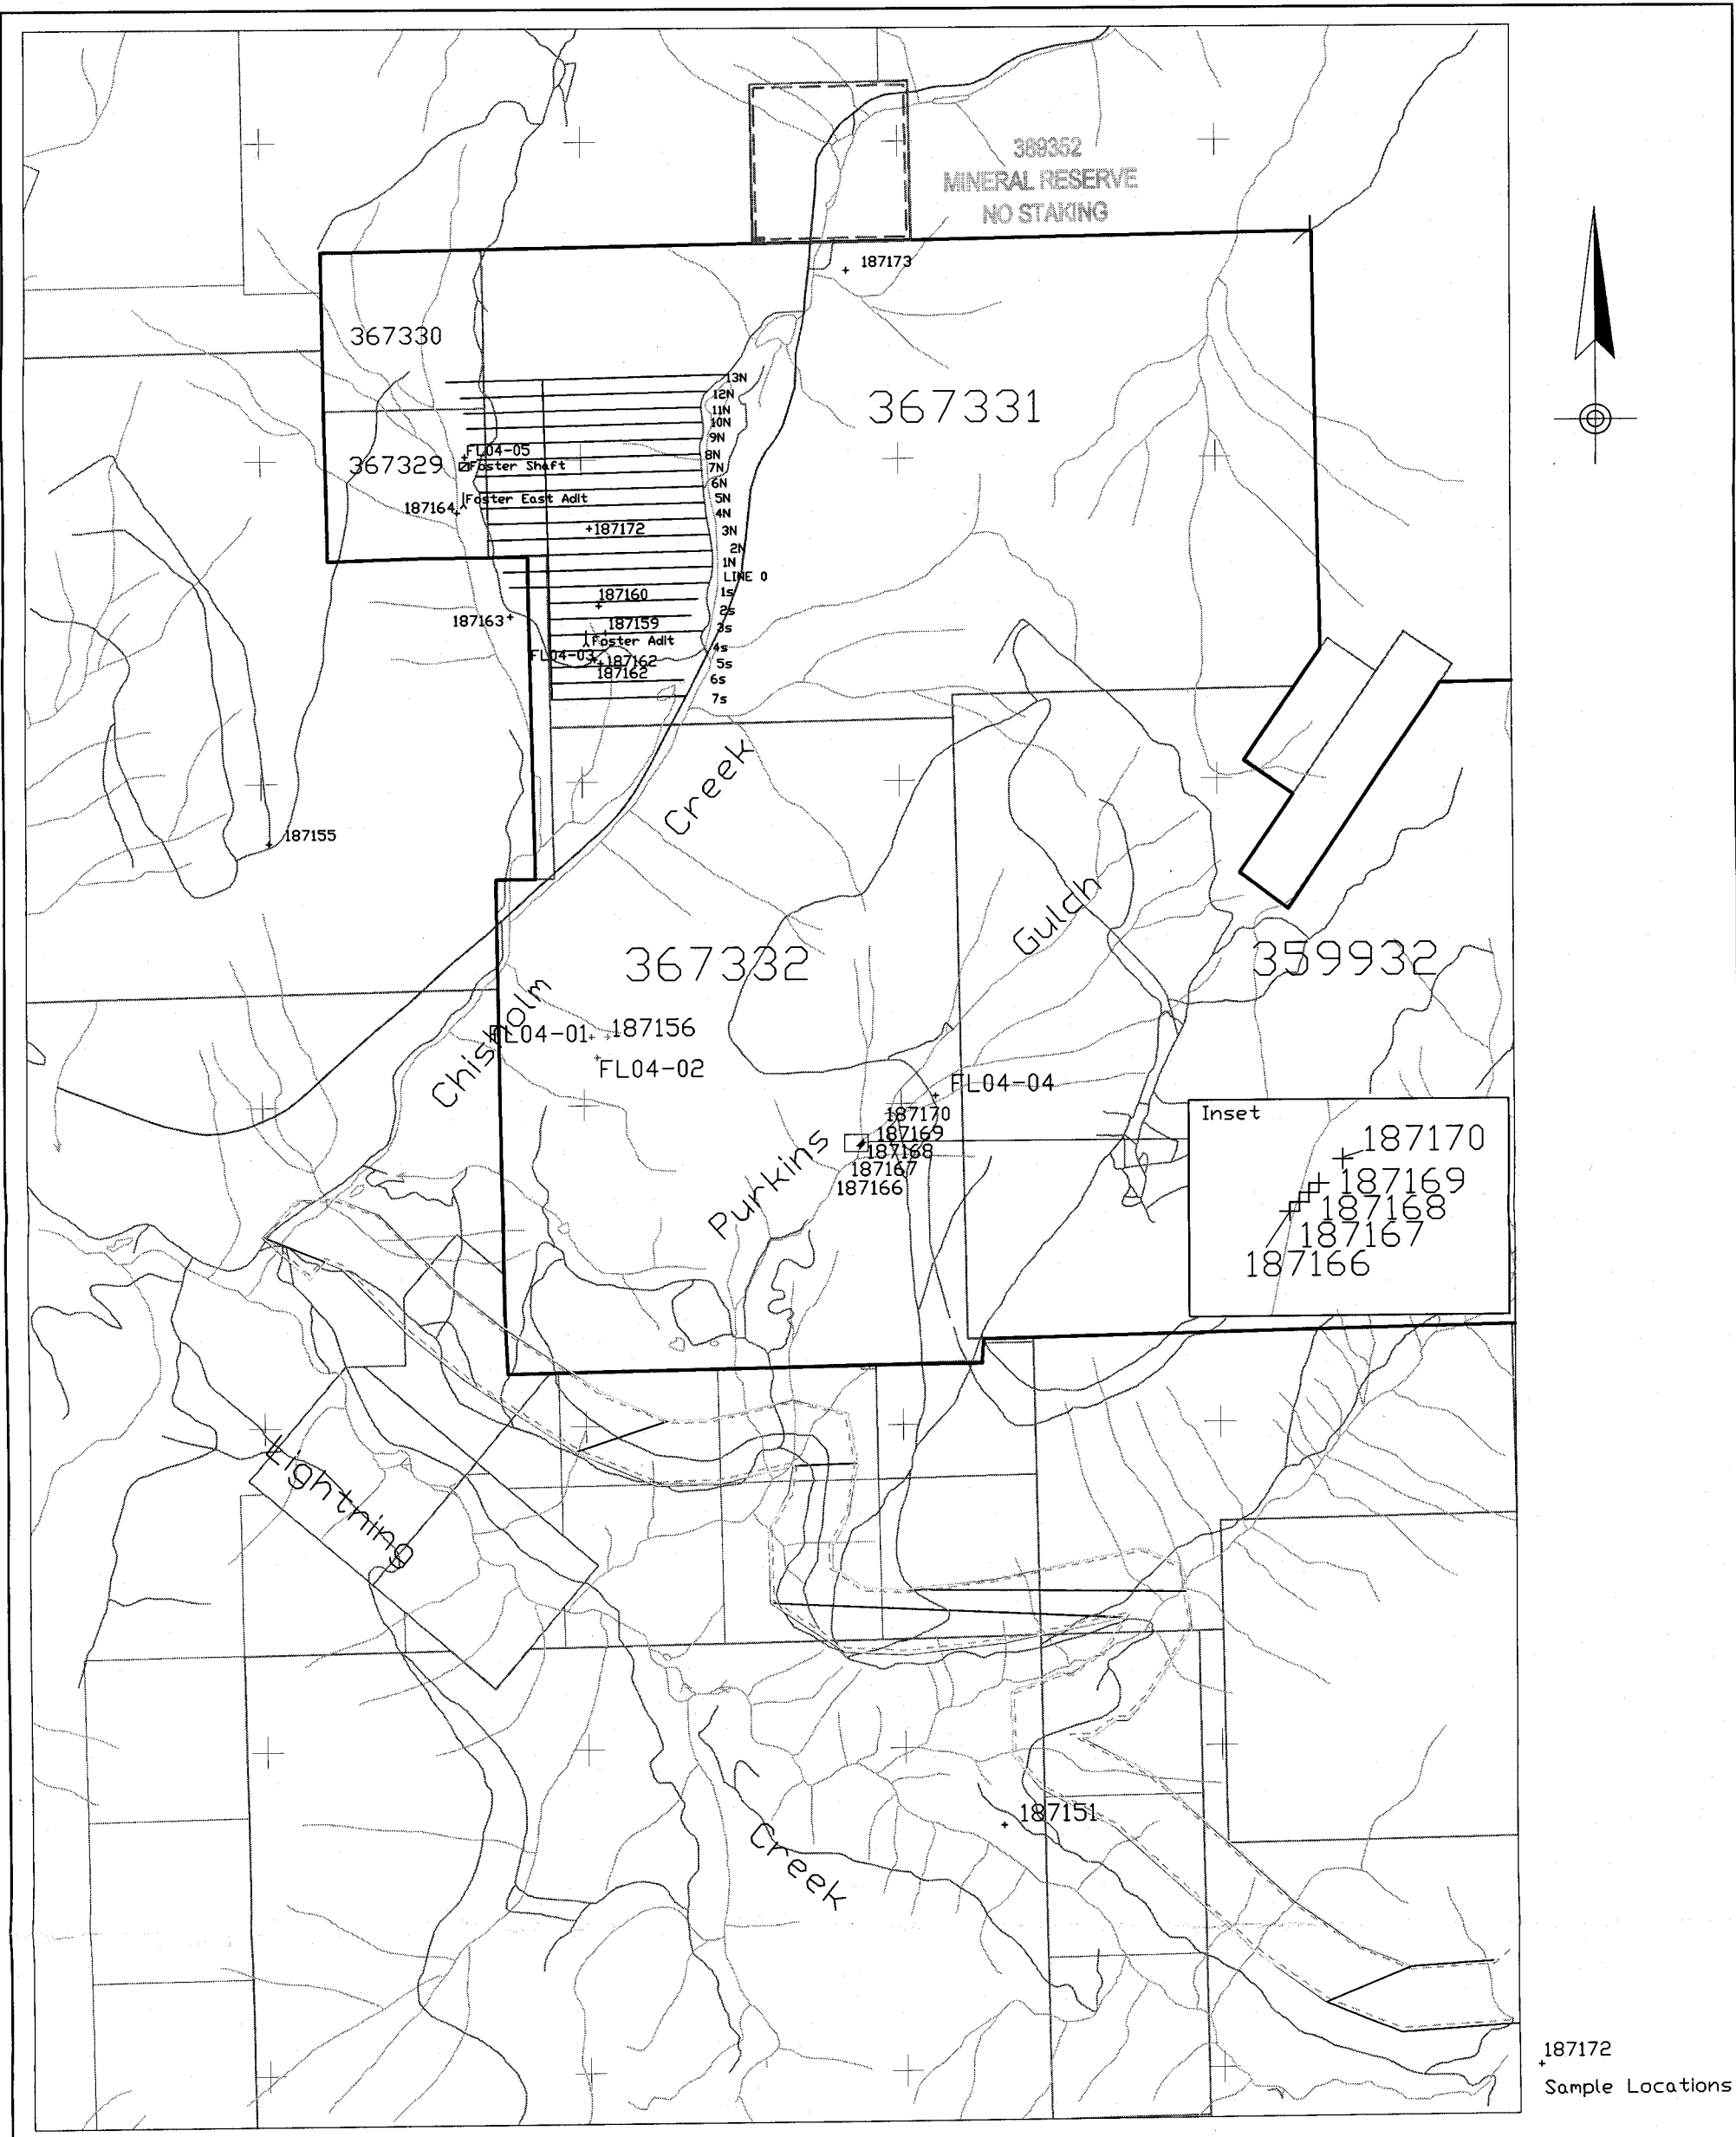 389352
MINERAL RESERVE
NO STAKING
187173
367330
13N
12N
367331
11N
10N
9N
FL04-05
8N
367329
Foster Shaft
7N
6N
Foster East Adit
5N
187164
4N
187172
3N
2N
1N
LINE 0
187160
1s
2s
187163
187159
3s
Foster Adit
4s
FL04-03
187162
5s
187162
6s
7s
Creek
187155
Gulch
367332
359932
Chisholm
FL04-01
187156
FL04-02
FL04-04
187170
187169
187168
187167
187166
Purkins
Inset
187170
187169
187168
187167
187166
Lightning
187151
Creek
187172
Sample Locations